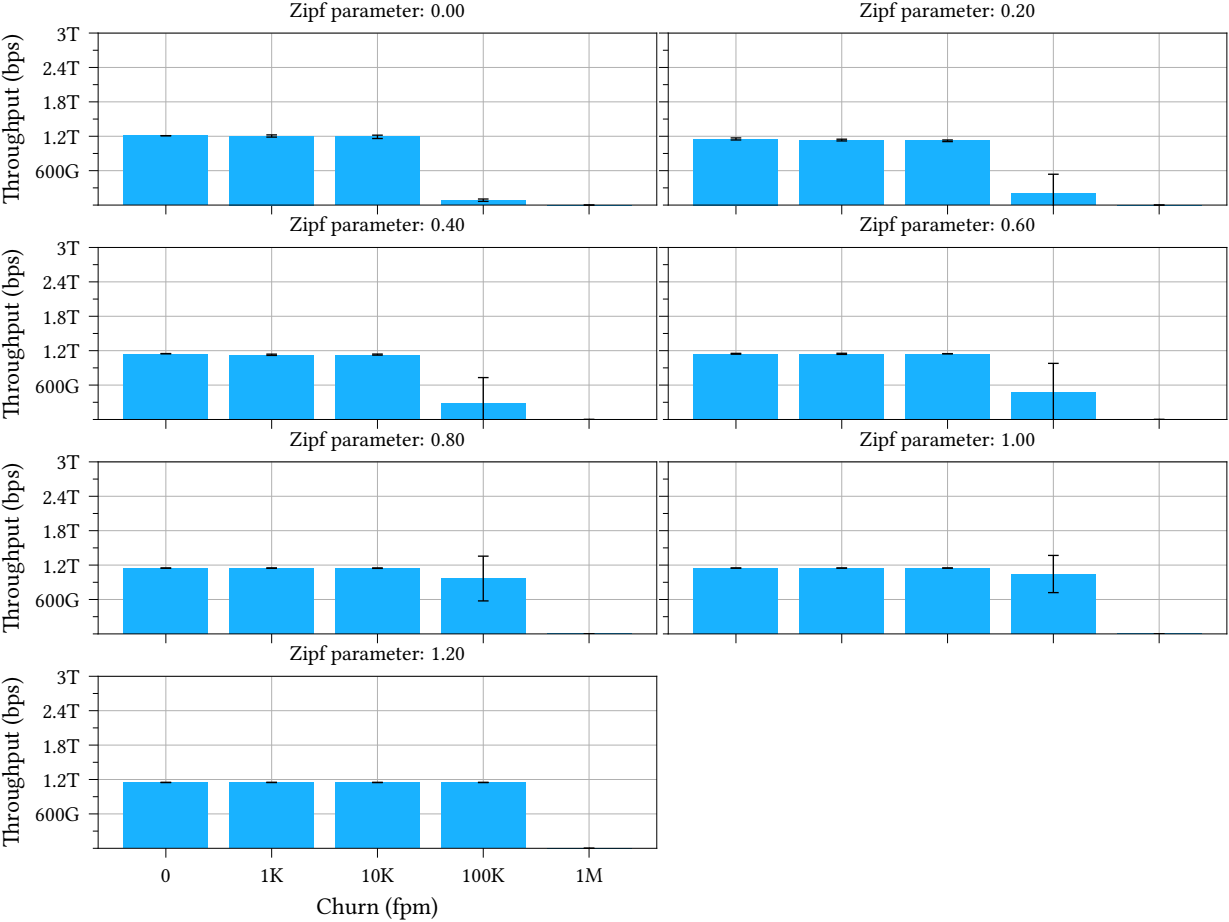 Zipf parameter: 0.00
Zipf parameter: 0.20
Throughput (bps)
3T
2.4T
1.8T
1.2T
600G
Zipf parameter: 0.40
Zipf parameter: 0.60
Throughput (bps)
3T
2.4T
1.8T
1.2T
600G
Zipf parameter: 0.80
Zipf parameter: 1.00
Throughput (bps)
3T
2.4T
1.8T
1.2T
600G
Zipf parameter: 1.20
Throughput (bps)
3T
2.4T
1.8T
1.2T
600G
0 1K 10K 100K 1M
Churn (fpm)